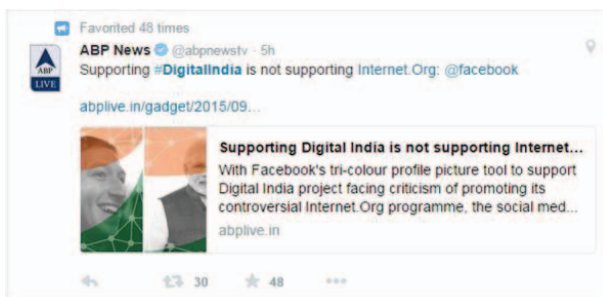 Favorited 48 times
ABP News @abpnewstv · 5h
ABP
LIVE
Supporting #DigitalIndia is not supporting Internet.Org: @facebook
abplive.in/gadget/2015/09...
Supporting Digital India is not supporting Internet...
With Facebook's tri-colour profile picture tool to support
Digital India project facing criticism of promoting its
controversial Internet.Org programme, the social med...
abplive.in
30 48